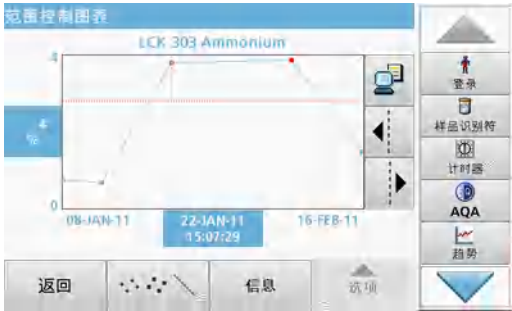 范围控制图表
LCK 303 Ammonium
4
4
%
0
08-JAN-11
22-JAN-11
15:07:29
16-FEB-11
返回
信息
选项
登录
样品识别符
计时器
AQA
趋势